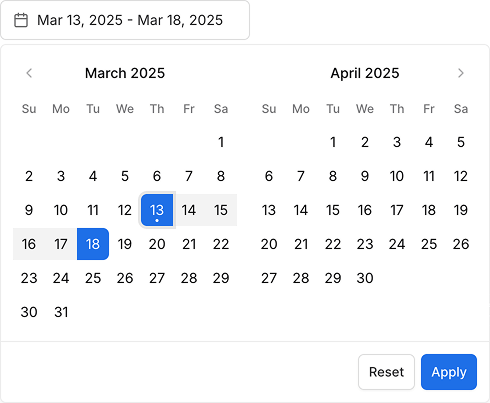 Mar 13, 2025 - Mar 18, 2025
March 2025 April 2025
Su Mo Tu We Th Fr Sa Su Mo Tu We Th Fr Sa
1 1 2 3 4 5
2 3 4 5 6 7 8 6 7 8 9 10 11 12
9 10 11 12 13 14 15 13 14 15 16 17 18 19
16 17 18 19 20 21 22 20 21 22 23 24 25 26
23 24 25 26 27 28 29 27 28 29 30
30 31
Reset Apply